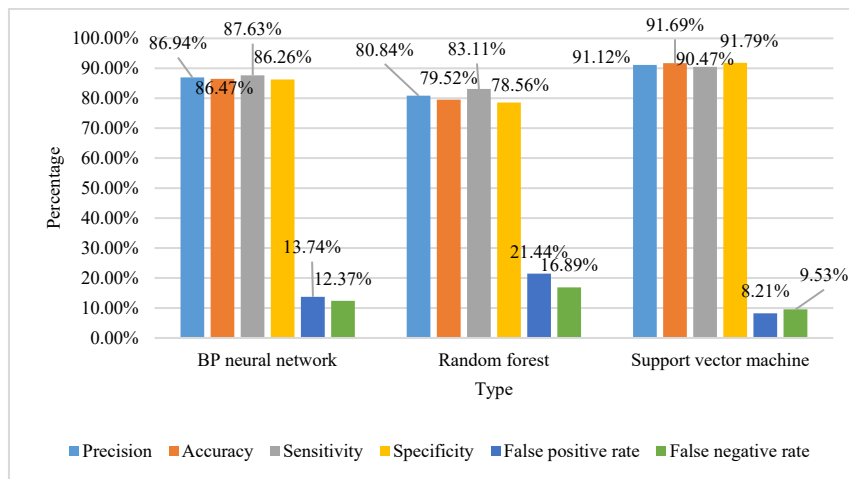 100.00%
90.00%
80.00%
70.00%
60.00%
50.00%
40.00%
30.00%
20.00%
10.00%
0.00%
Percentage
86.94%
86.47%
87.63%
86.26%
13.74%
12.37%
80.84%
79.52%
83.11%
78.56%
21.44%
16.89%
91.12%
91.69%
90.47%
91.79%
8.21%
9.53%
BP neural network
Random forest
Support vector machine
Type
Precision
Accuracy
Sensitivity
Specificity
False positive rate
False negative rate